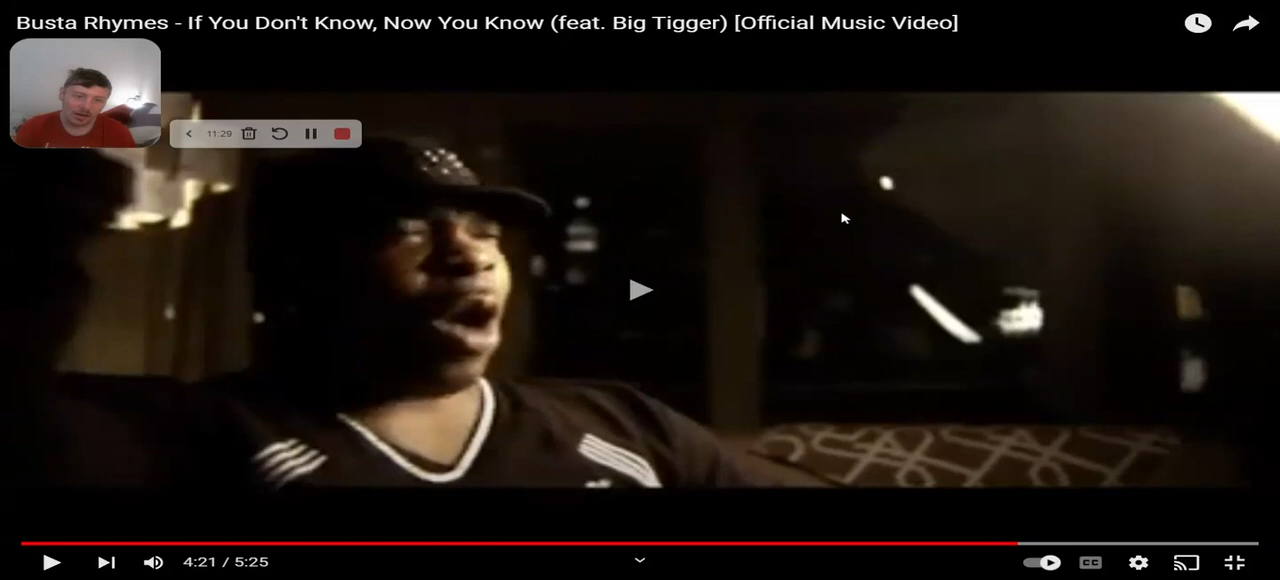 Busta Rhymes - If You Don't Know, Now You Know (feat. Big Tigger) [Official Music Video]
11:29
4:21 / 5:25
CC